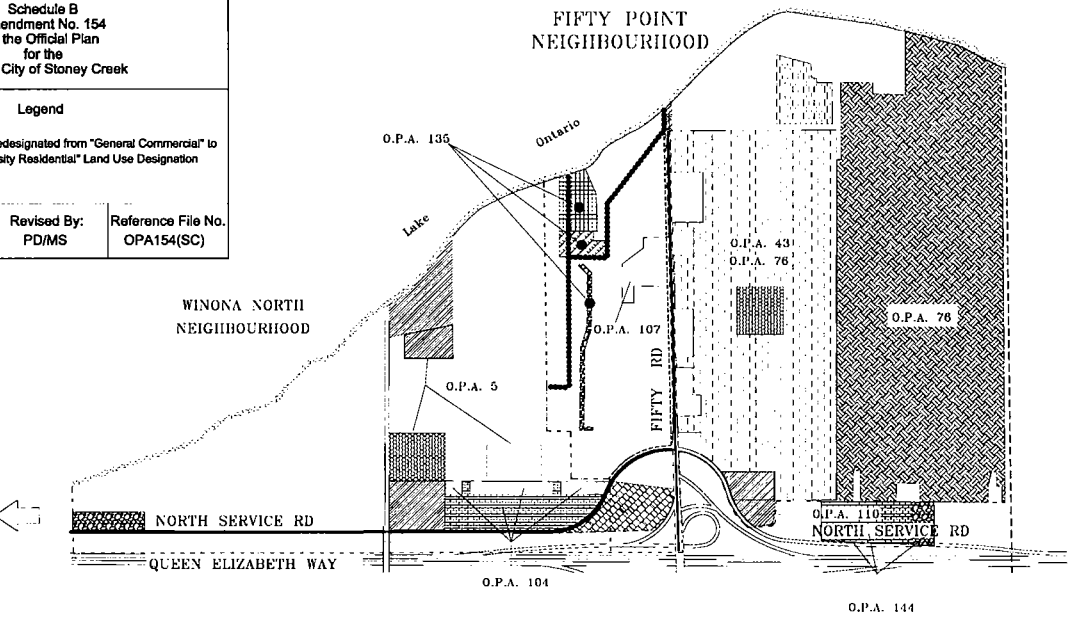 Schedule B
endment No. 154
the Official Plan
for the
City of Stoney Creek
Legend
edesignated from "General Commercial" to
sity Residential" Land Use Designation
Revised By:
PD/MS
Reference File No.
OPA154(SC)
FIFTY POINT
NEIGHBOURHOOD
O.P.A. 135
Lake Ontario
WINONA NORTH
NEIGHBOURHOOD
O.P.A. 43
O.P.A. 76
O.P.A. 76
O.P.A. 107
FIFTY RD
O.P.A. 5
NORTH SERVICE RD
O.P.A. 110
NORTH SERVICE RD
QUEEN ELIZABETH WAY
O.P.A. 104
O.P.A. 144